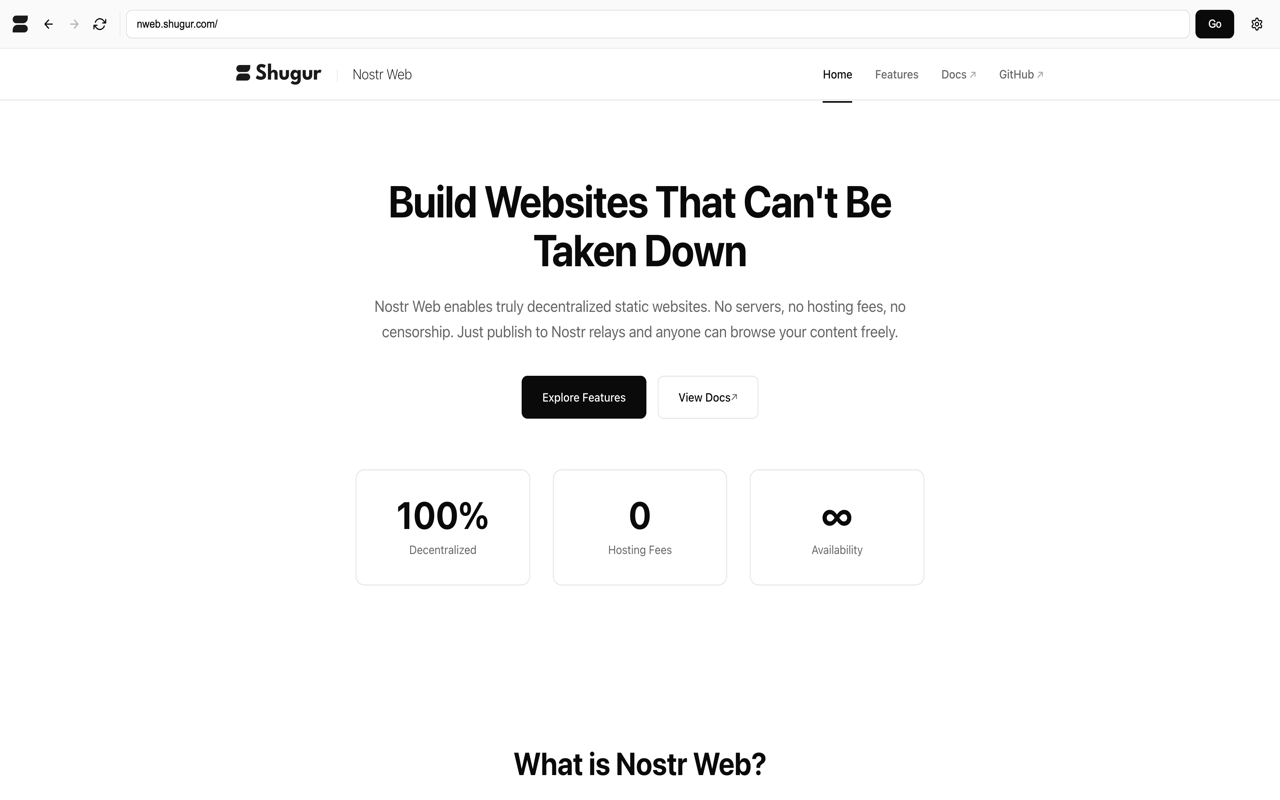 nweb.shugur.com/
Go
Shugur
Nostr Web
Home
Features
Docs ↗
GitHub ↗
Build Websites That Can't Be
Taken Down
Nostr Web enables truly decentralized static websites. No servers, no hosting fees, no
censorship. Just publish to Nostr relays and anyone can browse your content freely.
Explore Features
View Docs↗
100%
Decentralized
0
Hosting Fees
∞
Availability
What is Nostr Web?